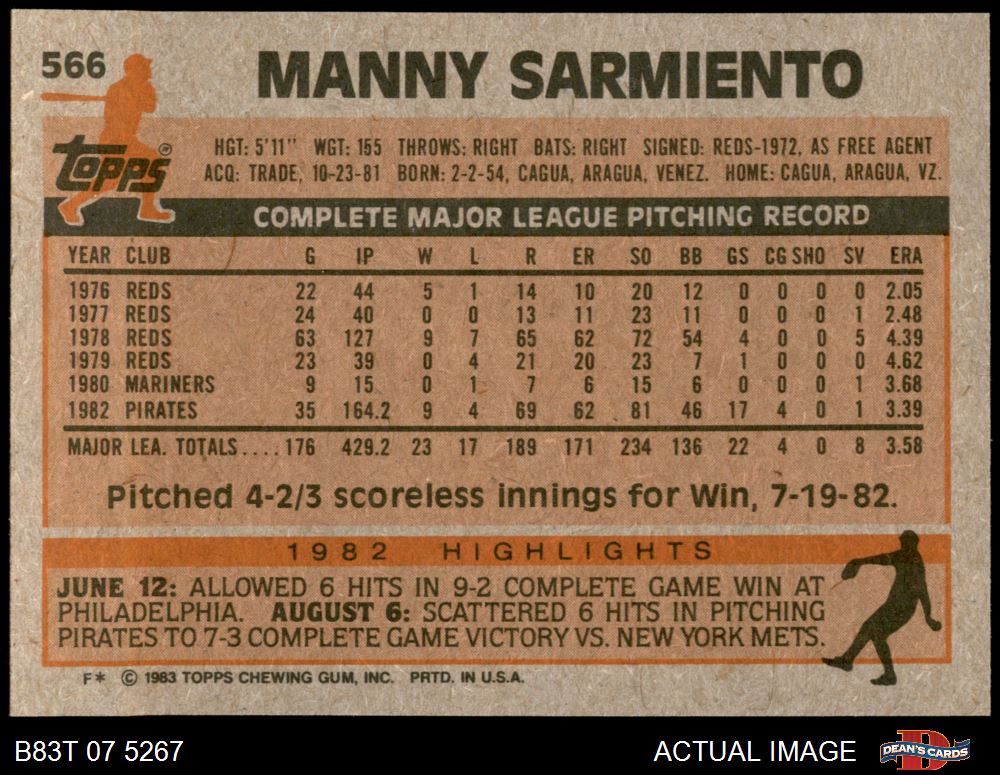 566
MANNY SARMIENTO
topps®
HGT: 5'11" WGT: 155 THROWS: RIGHT BATS: RIGHT SIGNED: REDS-1972, AS FREE AGENT
ACQ: TRADE, 10-23-81 BORN: 2-2-54, CAGUA, ARAGUA, VENEZ. HOME: CAGUA, ARAGUA, VZ.
COMPLETE MAJOR LEAGUE PITCHING RECORD
YEAR CLUB G IP W L R ER SO BB GS CG SHO SV ERA
1976 REDS 22 44 5 1 14 10 20 12 0 0 0 0 2.05
1977 REDS 24 40 0 0 13 11 23 11 0 0 0 1 2.48
1978 REDS 63 127 9 7 65 62 72 54 4 0 0 5 4.39
1979 REDS 23 39 0 4 21 20 23 7 1 0 0 0 4.62
1980 MARINERS 9 15 0 1 7 6 15 6 0 0 0 1 3.68
1982 PIRATES 35 164.2 9 4 69 62 81 46 17 4 0 1 3.39
MAJOR LEA. TOTALS....176 429.2 23 17 189 171 234 136 22 4 0 8 3.58
Pitched 4-2/3 scoreless innings for Win, 7-19-82.
1982 HIGHLIGHTS
JUNE 12: ALLOWED 6 HITS IN 9-2 COMPLETE GAME WIN AT
PHILADELPHIA. AUGUST 6: SCATTERED 6 HITS IN PITCHING
PIRATES TO 7-3 COMPLETE GAME VICTORY VS. NEW YORK METS.
F* © 1983 TOPPS CHEWING GUM, INC. PRTD. IN U.S.A.
B83T 07 5267 ACTUAL IMAGE DEAN'S CARDS